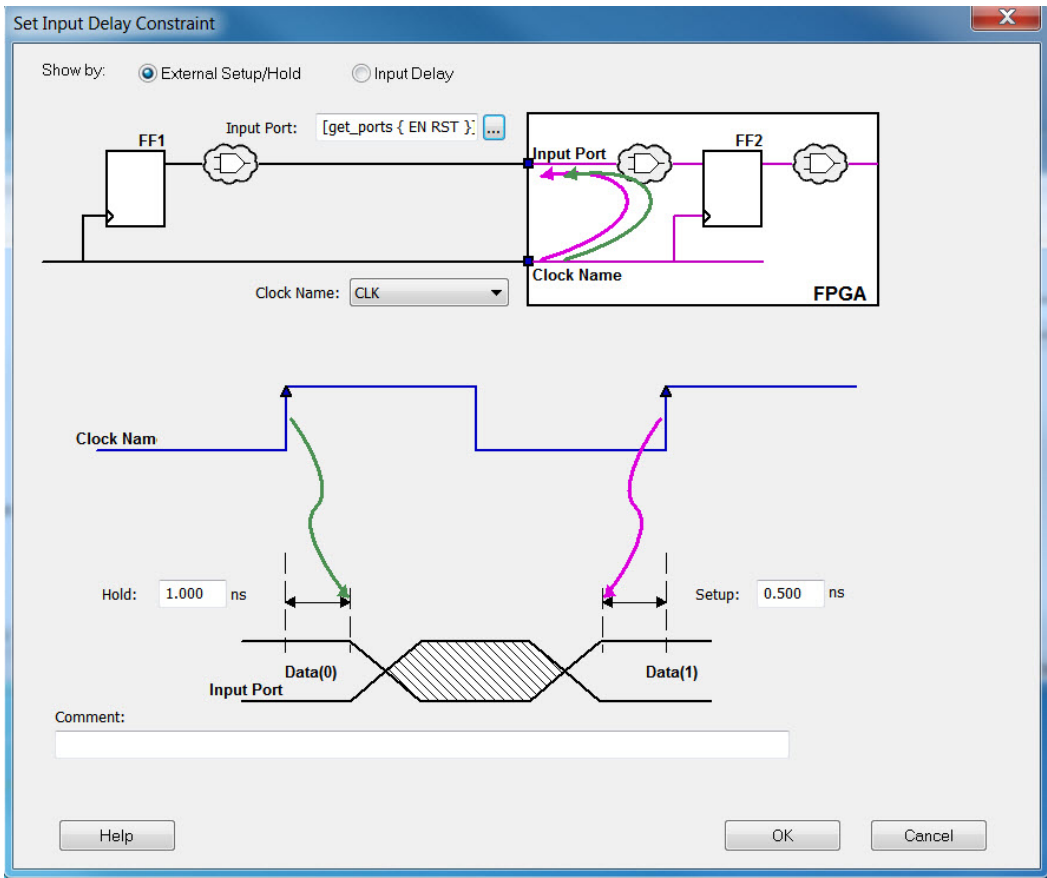 Set Input Delay Constraint
Show by: External Setup/Hold Input Delay
Input Port: [get_ports { EN RST }] ...
FF1
Input Port
FF2
Clock Name
Clock Name: CLK
FPGA
Clock Nam
Hold: 1.000 ns
Setup: 0.500 ns
Data(0)
Data(1)
Input Port
Comment:
Help
OK
Cancel